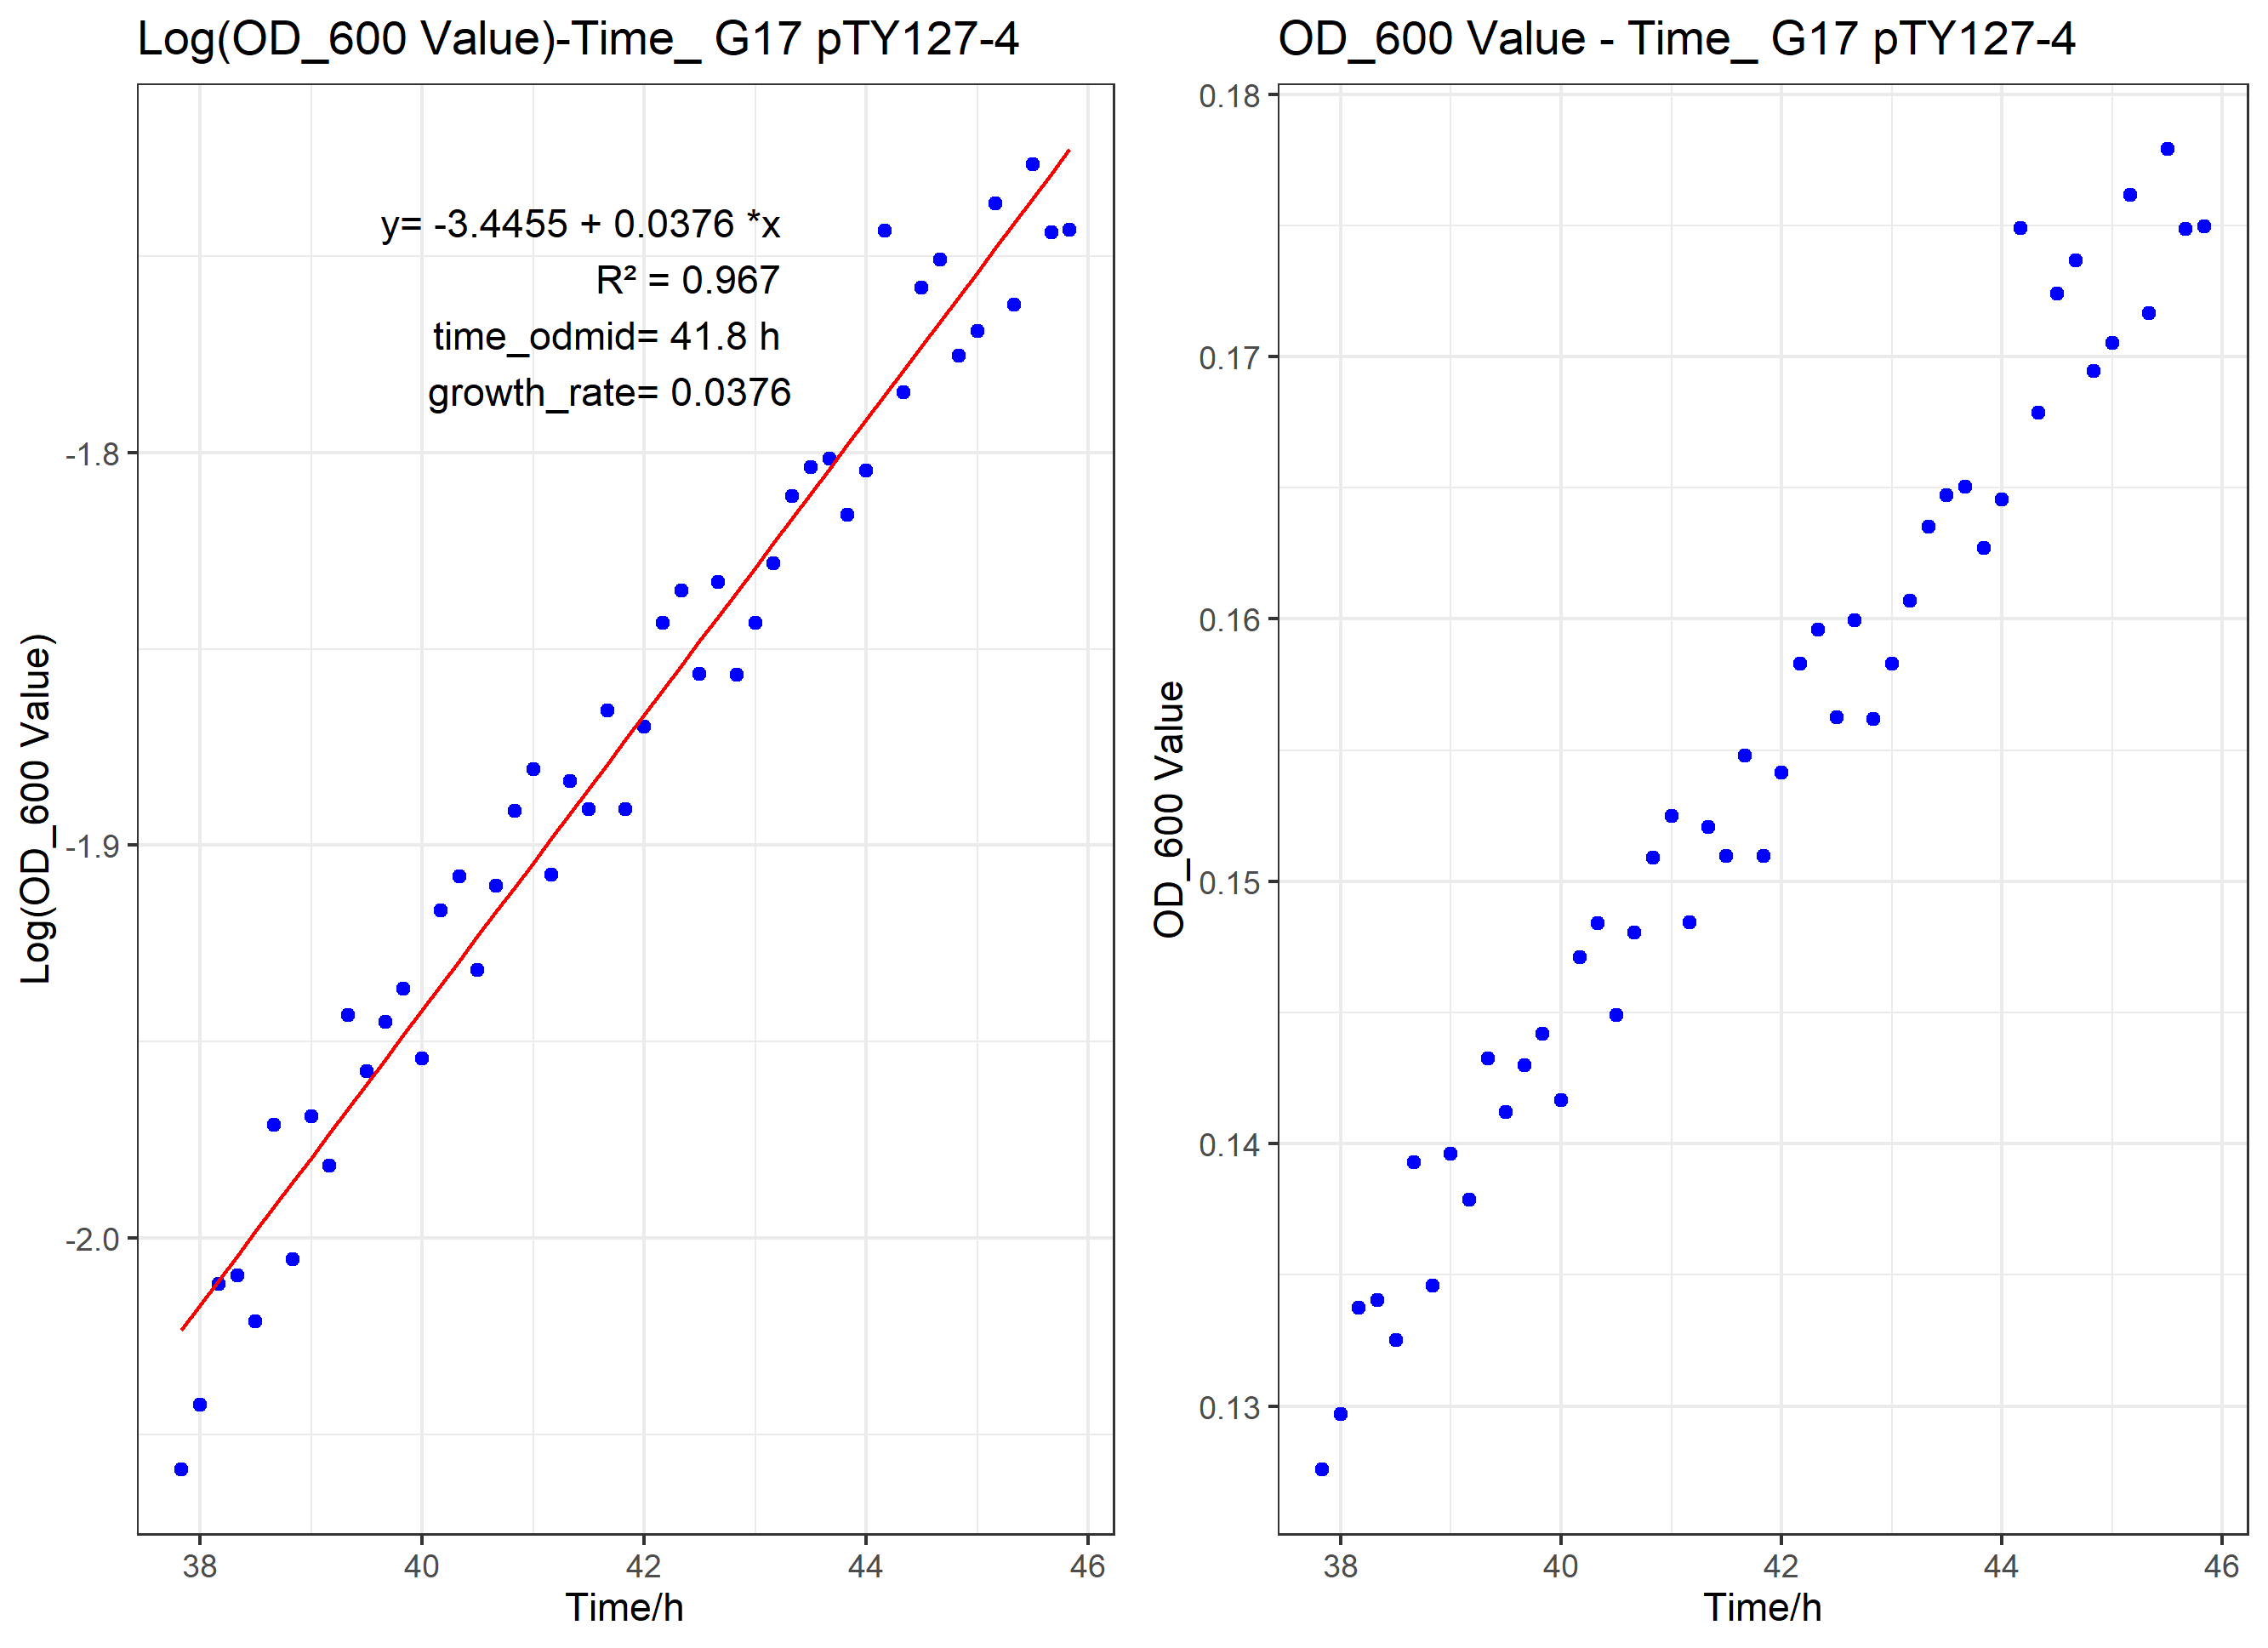 Log(OD_600 Value)-Time_ G17 pTY127-4
y= -3.4455 + 0.0376 *x
R² = 0.967
time_odmid= 41.8 h
growth_rate= 0.0376
-1.8
-1.9
-2.0
Log(OD_600 Value)
38 40 42 44 46
Time/h
OD_600 Value - Time_ G17 pTY127-4
0.18
0.17
0.16
0.15
0.14
0.13
OD_600 Value
38 40 42 44 46
Time/h